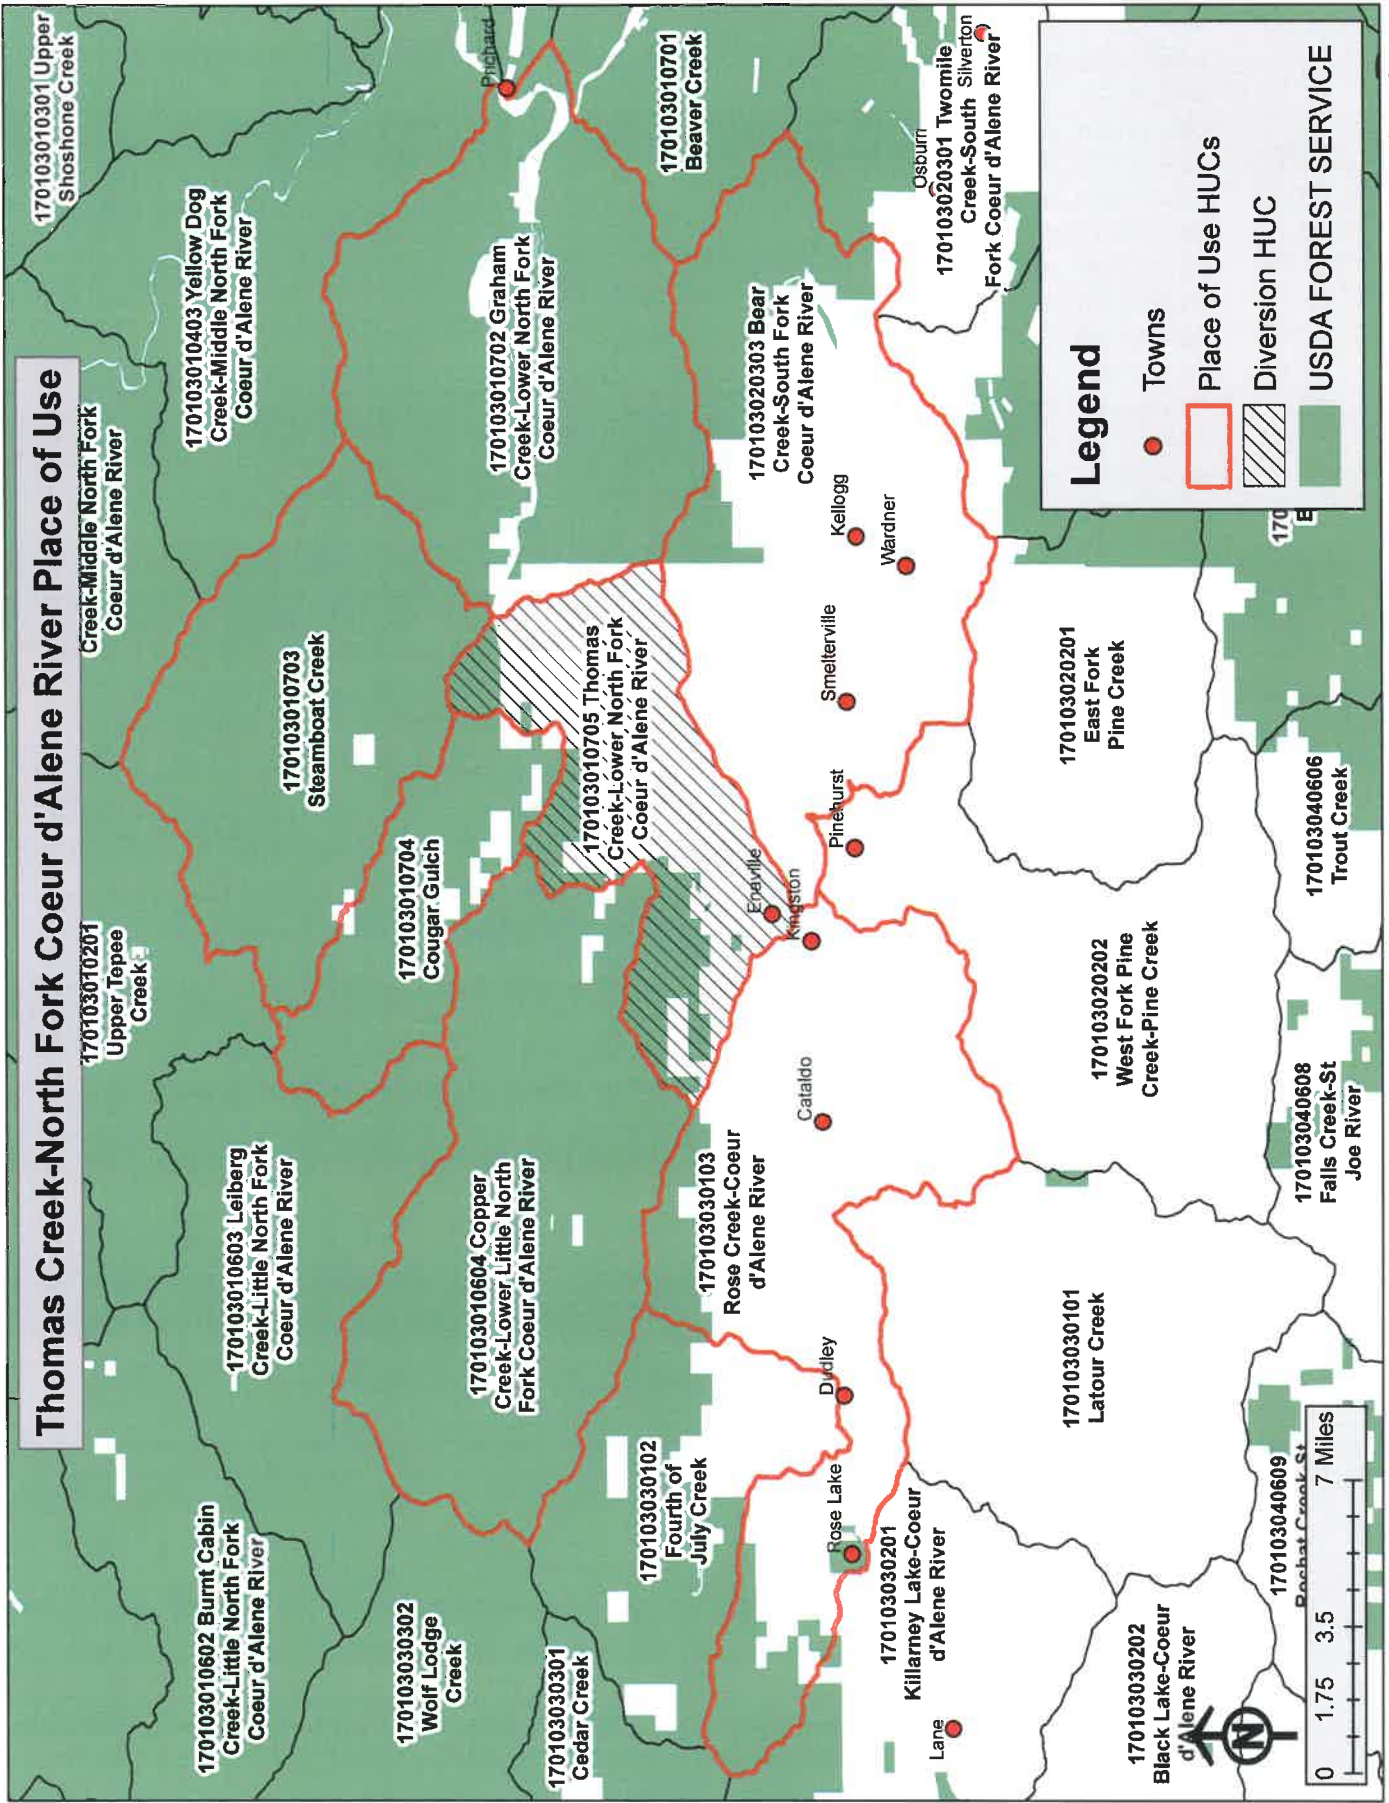 Thomas Creek-North Fork Coeur d'Alene River Place of Use
170103010602 Burnt Cabin
Creek-Little North Fork
Coeur d'Alene River
170103010201
Upper Tepee
Creek
Creek-Middle North Fork
Coeur d'Alene River
170103010301 Upper
Shoshone Creek
170103010403 Yellow Dog
Creek-Middle North Fork
Coeur d'Alene River
170103010603 Leiberg
Creek-Little North Fork
Coeur d'Alene River
170103010703
Steamboat Creek
170103030302
Wolf Lodge
Creek
170103010704
Cougar Gulch
170103010604 Copper
Creek-Lower Little North
Fork Coeur d'Alene River
170103010702 Graham
Creek-Lower North Fork
Coeur d'Alene River
Prichard
170103030301
Cedar Creek
170103010705 Thomas
Creek-Lower North Fork
Coeur d'Alene River
170103010701
Beaver Creek
170103030102
Fourth of
July Creek
170103030103
Rose Creek-Coeur
d'Alene River
170103020303 Bear
Creek-South Fork
Coeur d'Alene River
Enaville
Kingston
Cataldo
Dudley
Rose Lake
Pinehurst
Smelterville
Kellogg
Wardner
Osburn
Silverton
170103020301 Twomile
Creek-South
Fork Coeur d'Alene River
170103030201
Killarney Lake-Coeur
d'Alene River
Lane
170103030101
Latour Creek
170103020202
West Fork Pine
Creek-Pine Creek
170103020201
East Fork
Pine Creek
170103030202
Black Lake-Coeur
d'Alene River
170103040609
170103040608
Falls Creek-St
Joe River
170103040606
Trout Creek
170
E
N
0 1.75 3.5 7 Miles
Legend
Towns
Place of Use HUCs
Diversion HUC
USDA FOREST SERVICE